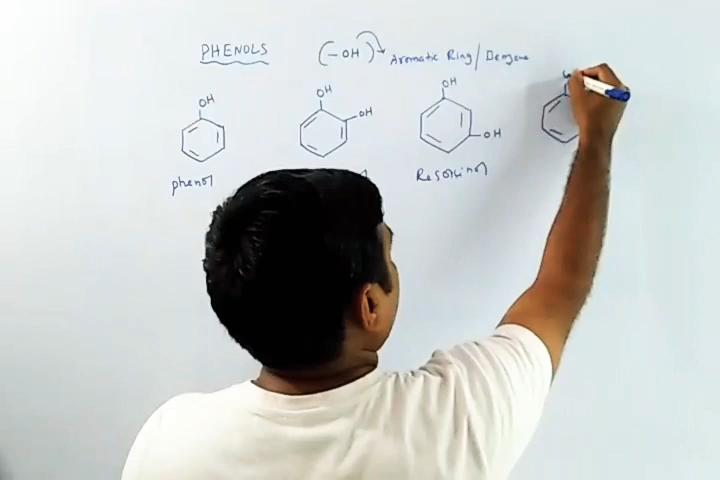 PHENOLS (-OH) Aromatic Ring / Benzene
OH OH OH
OH OH
phenol Resorcinol